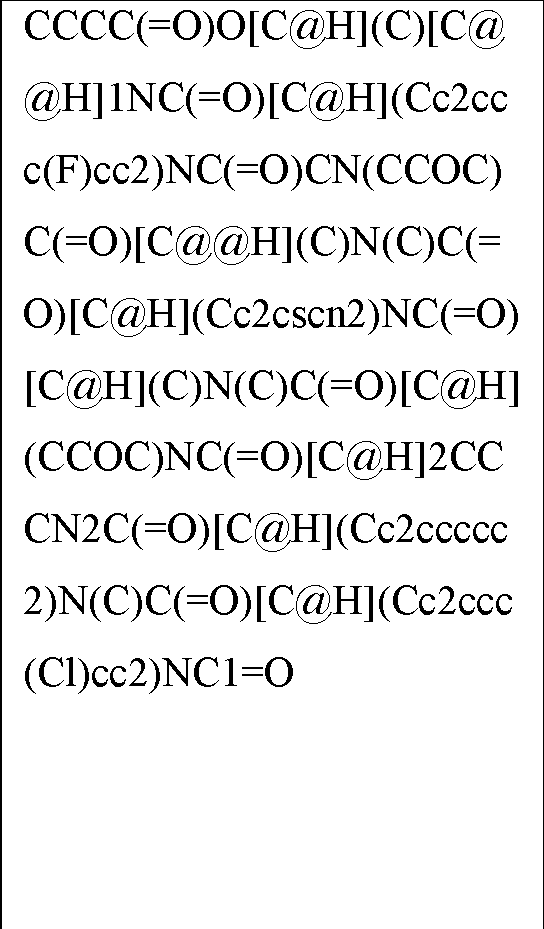 CCCC(=O)O[C@H](C)[C@
@H]1NC(=O)[C@H](Cc2cc
c(F)cc2)NC(=O)CN(CCOC)
C(=O)[C@@H](C)N(C)C(=
O)[C@H](Cc2cscn2)NC(=O)
[C@H](C)N(C)C(=O)[C@H]
(CCOC)NC(=O)[C@H]2CC
CN2C(=O)[C@H](Cc2ccccc
2)N(C)C(=O)[C@H](Cc2ccc
(Cl)cc2)NC1=O